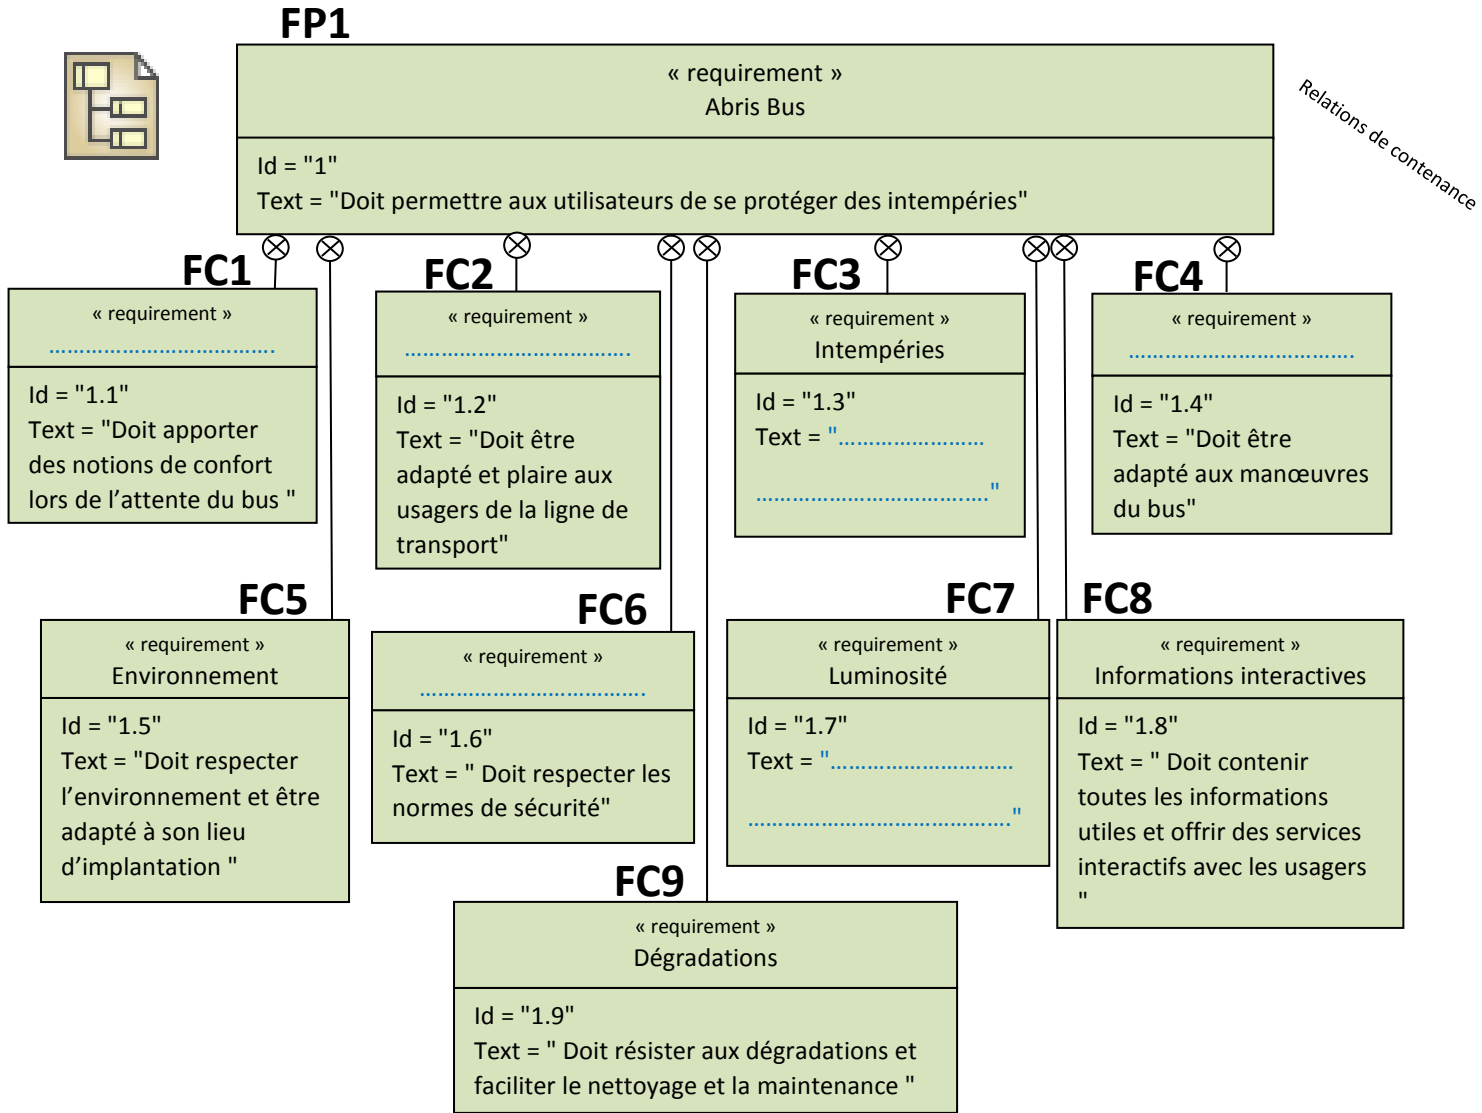 FP1
« requirement »
Abris Bus
Id = "1"
Text = "Doit permettre aux utilisateurs de se protéger des intempéries"
Relations de contenance
FC1
« requirement »
……………………………….
Id = "1.1"
Text = "Doit apporter
des notions de confort
lors de l’attente du bus "
FC2
« requirement »
……………………………….
Id = "1.2"
Text = "Doit être
adapté et plaire aux
usagers de la ligne de
transport"
FC3
« requirement »
Intempéries
Id = "1.3"
Text = "……………………
……………………………..…."
FC4
« requirement »
……………………………….
Id = "1.4"
Text = "Doit être
adapté aux manœuvres
du bus"
FC5
« requirement »
Environnement
Id = "1.5"
Text = "Doit respecter
l’environnement et être
adapté à son lieu
d’implantation "
FC6
« requirement »
……………………………….
Id = "1.6"
Text = " Doit respecter les
normes de sécurité"
FC7
« requirement »
Luminosité
Id = "1.7"
Text = "…………………………
……………………………………."
FC8
« requirement »
Informations interactives
Id = "1.8"
Text = " Doit contenir
toutes les informations
utiles et offrir des services
interactifs avec les usagers
"
FC9
« requirement »
Dégradations
Id = "1.9"
Text = " Doit résister aux dégradations et
faciliter le nettoyage et la maintenance "